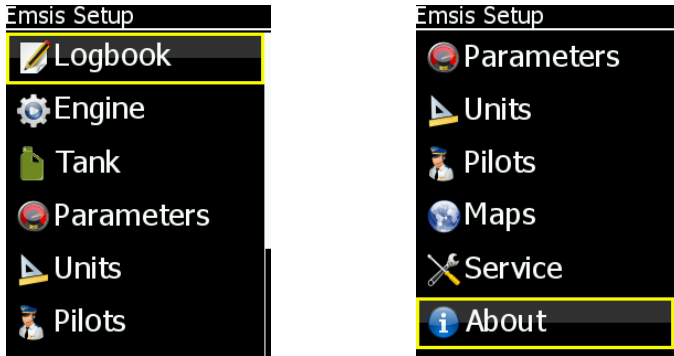 Emsis Setup
Logbook
Engine
Tank
Parameters
Units
Pilots
Emsis Setup
Parameters
Units
Pilots
Maps
Service
About